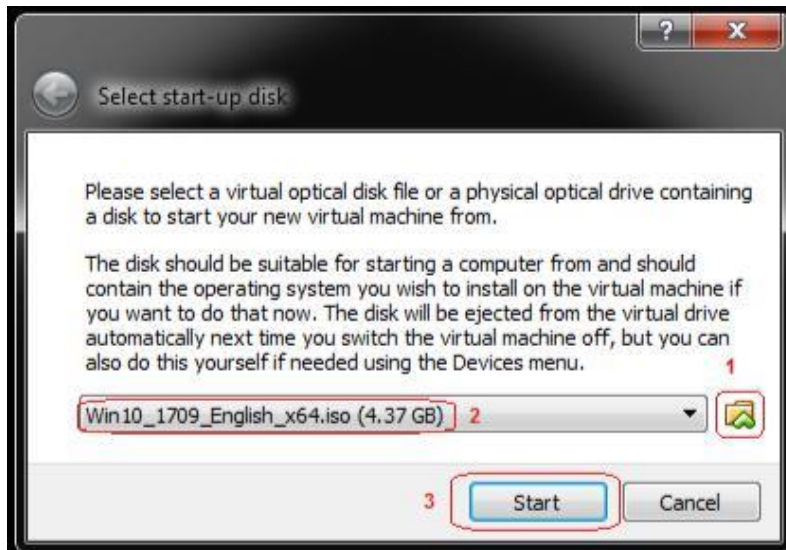 ?
x
Select start-up disk
Please select a virtual optical disk file or a physical optical drive containing
a disk to start your new virtual machine from.
The disk should be suitable for starting a computer from and should
contain the operating system you wish to install on the virtual machine if
you want to do that now. The disk will be ejected from the virtual drive
automatically next time you switch the virtual machine off, but you can
also do this yourself if needed using the Devices menu.
1
Win10_1709_English_x64.iso (4.37 GB) 2
3 Start Cancel